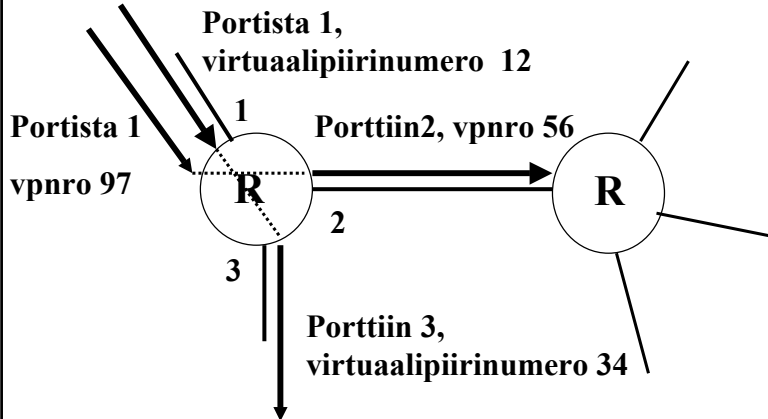 Portista 1,
virtuaalipiirinumero 12
1
Portista 1
vpnro 97
Porttiin2, vpnro 56
R
R
2
3
Porttiin 3,
virtuaalipiirinumero 34